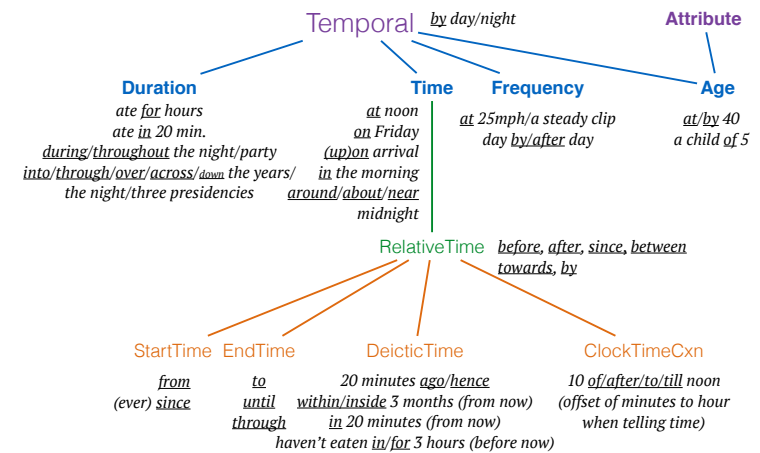 Temporal
by day/night
Attribute
Duration
ate for hours
ate in 20 min.
during/throughout the night/party
into/through/over/across/down the years/
the night/three presidencies
Time
at noon
on Friday
(up)on arrival
in the morning
around/about/near
midnight
Frequency
at 25mph/a steady clip
day by/after day
Age
at/by 40
a child of 5
RelativeTime
before, after, since, between
towards, by
StartTime
from
(ever) since
EndTime
to
until
through
DeicticTime
20 minutes ago/hence
within/inside 3 months (from now)
in 20 minutes (from now)
haven't eaten in/for 3 hours (before now)
ClockTimeCxn
10 of/after/to/till noon
(offset of minutes to hour
when telling time)